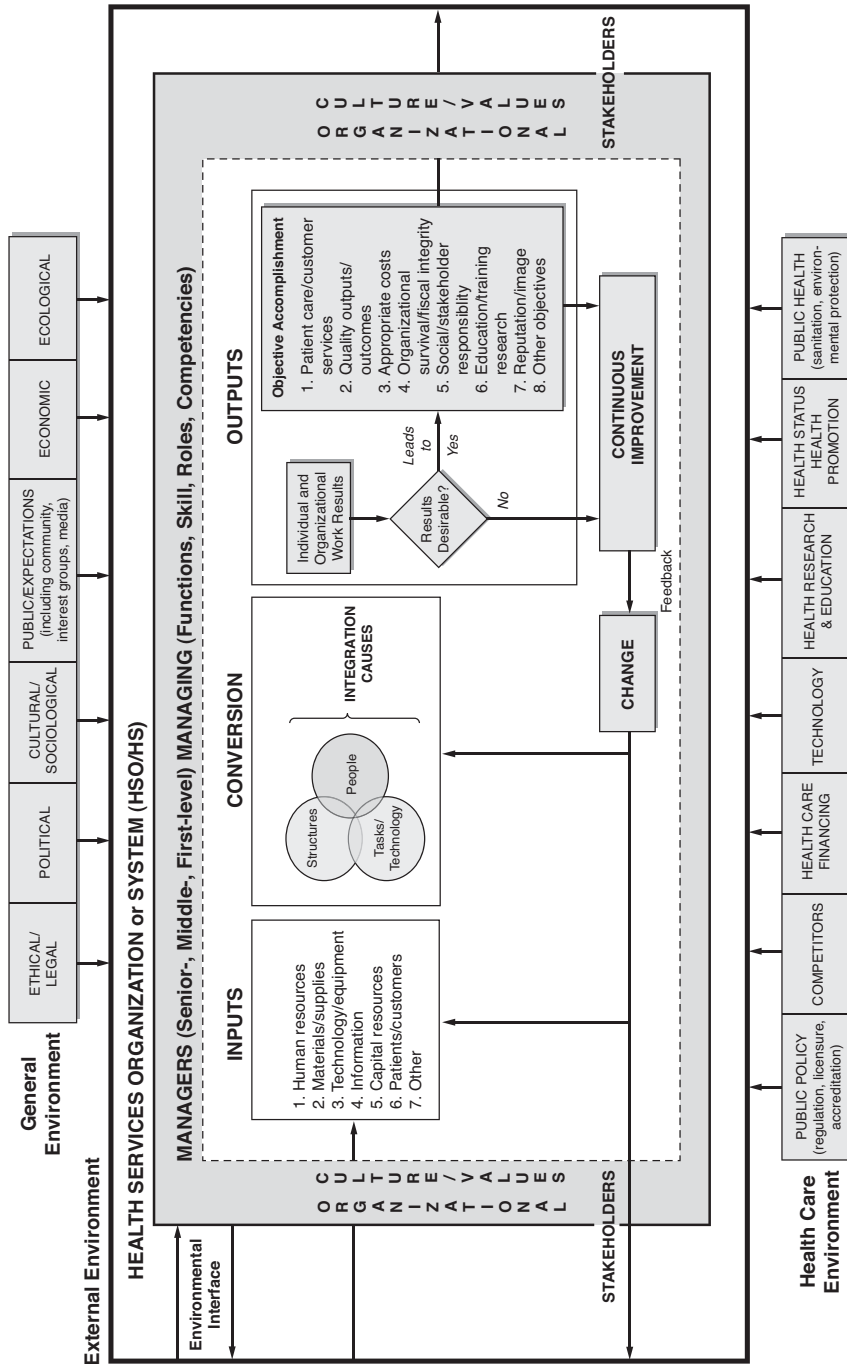 External Environment
General
Environment
ETHICAL/
LEGAL
POLITICAL
CULTURAL/
SOCIOLOGICAL
PUBLIC/EXPECTATIONS
(including community,
interest groups, media)
ECONOMIC
ECOLOGICAL
HEALTH SERVICES ORGANIZATION or SYSTEM (HSO/HS)
MANAGERS (Senior-, Middle-, First-level) MANAGING (Functions, Skill, Roles, Competencies)
Environmental
Interface
ORGANIZATIONAL
CULTURE/VALUES
STAKEHOLDERS
INPUTS
1. Human resources
2. Materials/supplies
3. Technology/equipment
4. Information
5. Capital resources
6. Patients/customers
7. Other
CONVERSION
Structures
People
Tasks/
Technology
INTEGRATION
CAUSES
OUTPUTS
Individual and
Organizational
Work Results
Results
Desirable?
Leads
to
Yes
No
Objective Accomplishment
1. Patient care/customer
services
2. Quality outputs/
outcomes
3. Appropriate costs
4. Organizational
survival/fiscal integrity
5. Social/stakeholder
responsiblity
6. Education/training
research
7. Reputation/image
8. Other objectives
CHANGE
Feedback
CONTINUOUS
IMPROVEMENT
ORGANIZATIONAL
CULTURE/VALUES
STAKEHOLDERS
Health Care
Environment
PUBLIC POLICY
(regulation, licensure,
accreditation)
COMPETITORS
HEALTH CARE
FINANCING
TECHNOLOGY
HEALTH RESEARCH
& EDUCATION
HEALTH STATUS
HEALTH
PROMOTION
PUBLIC HEALTH
(sanitation, environ-
mental protection)